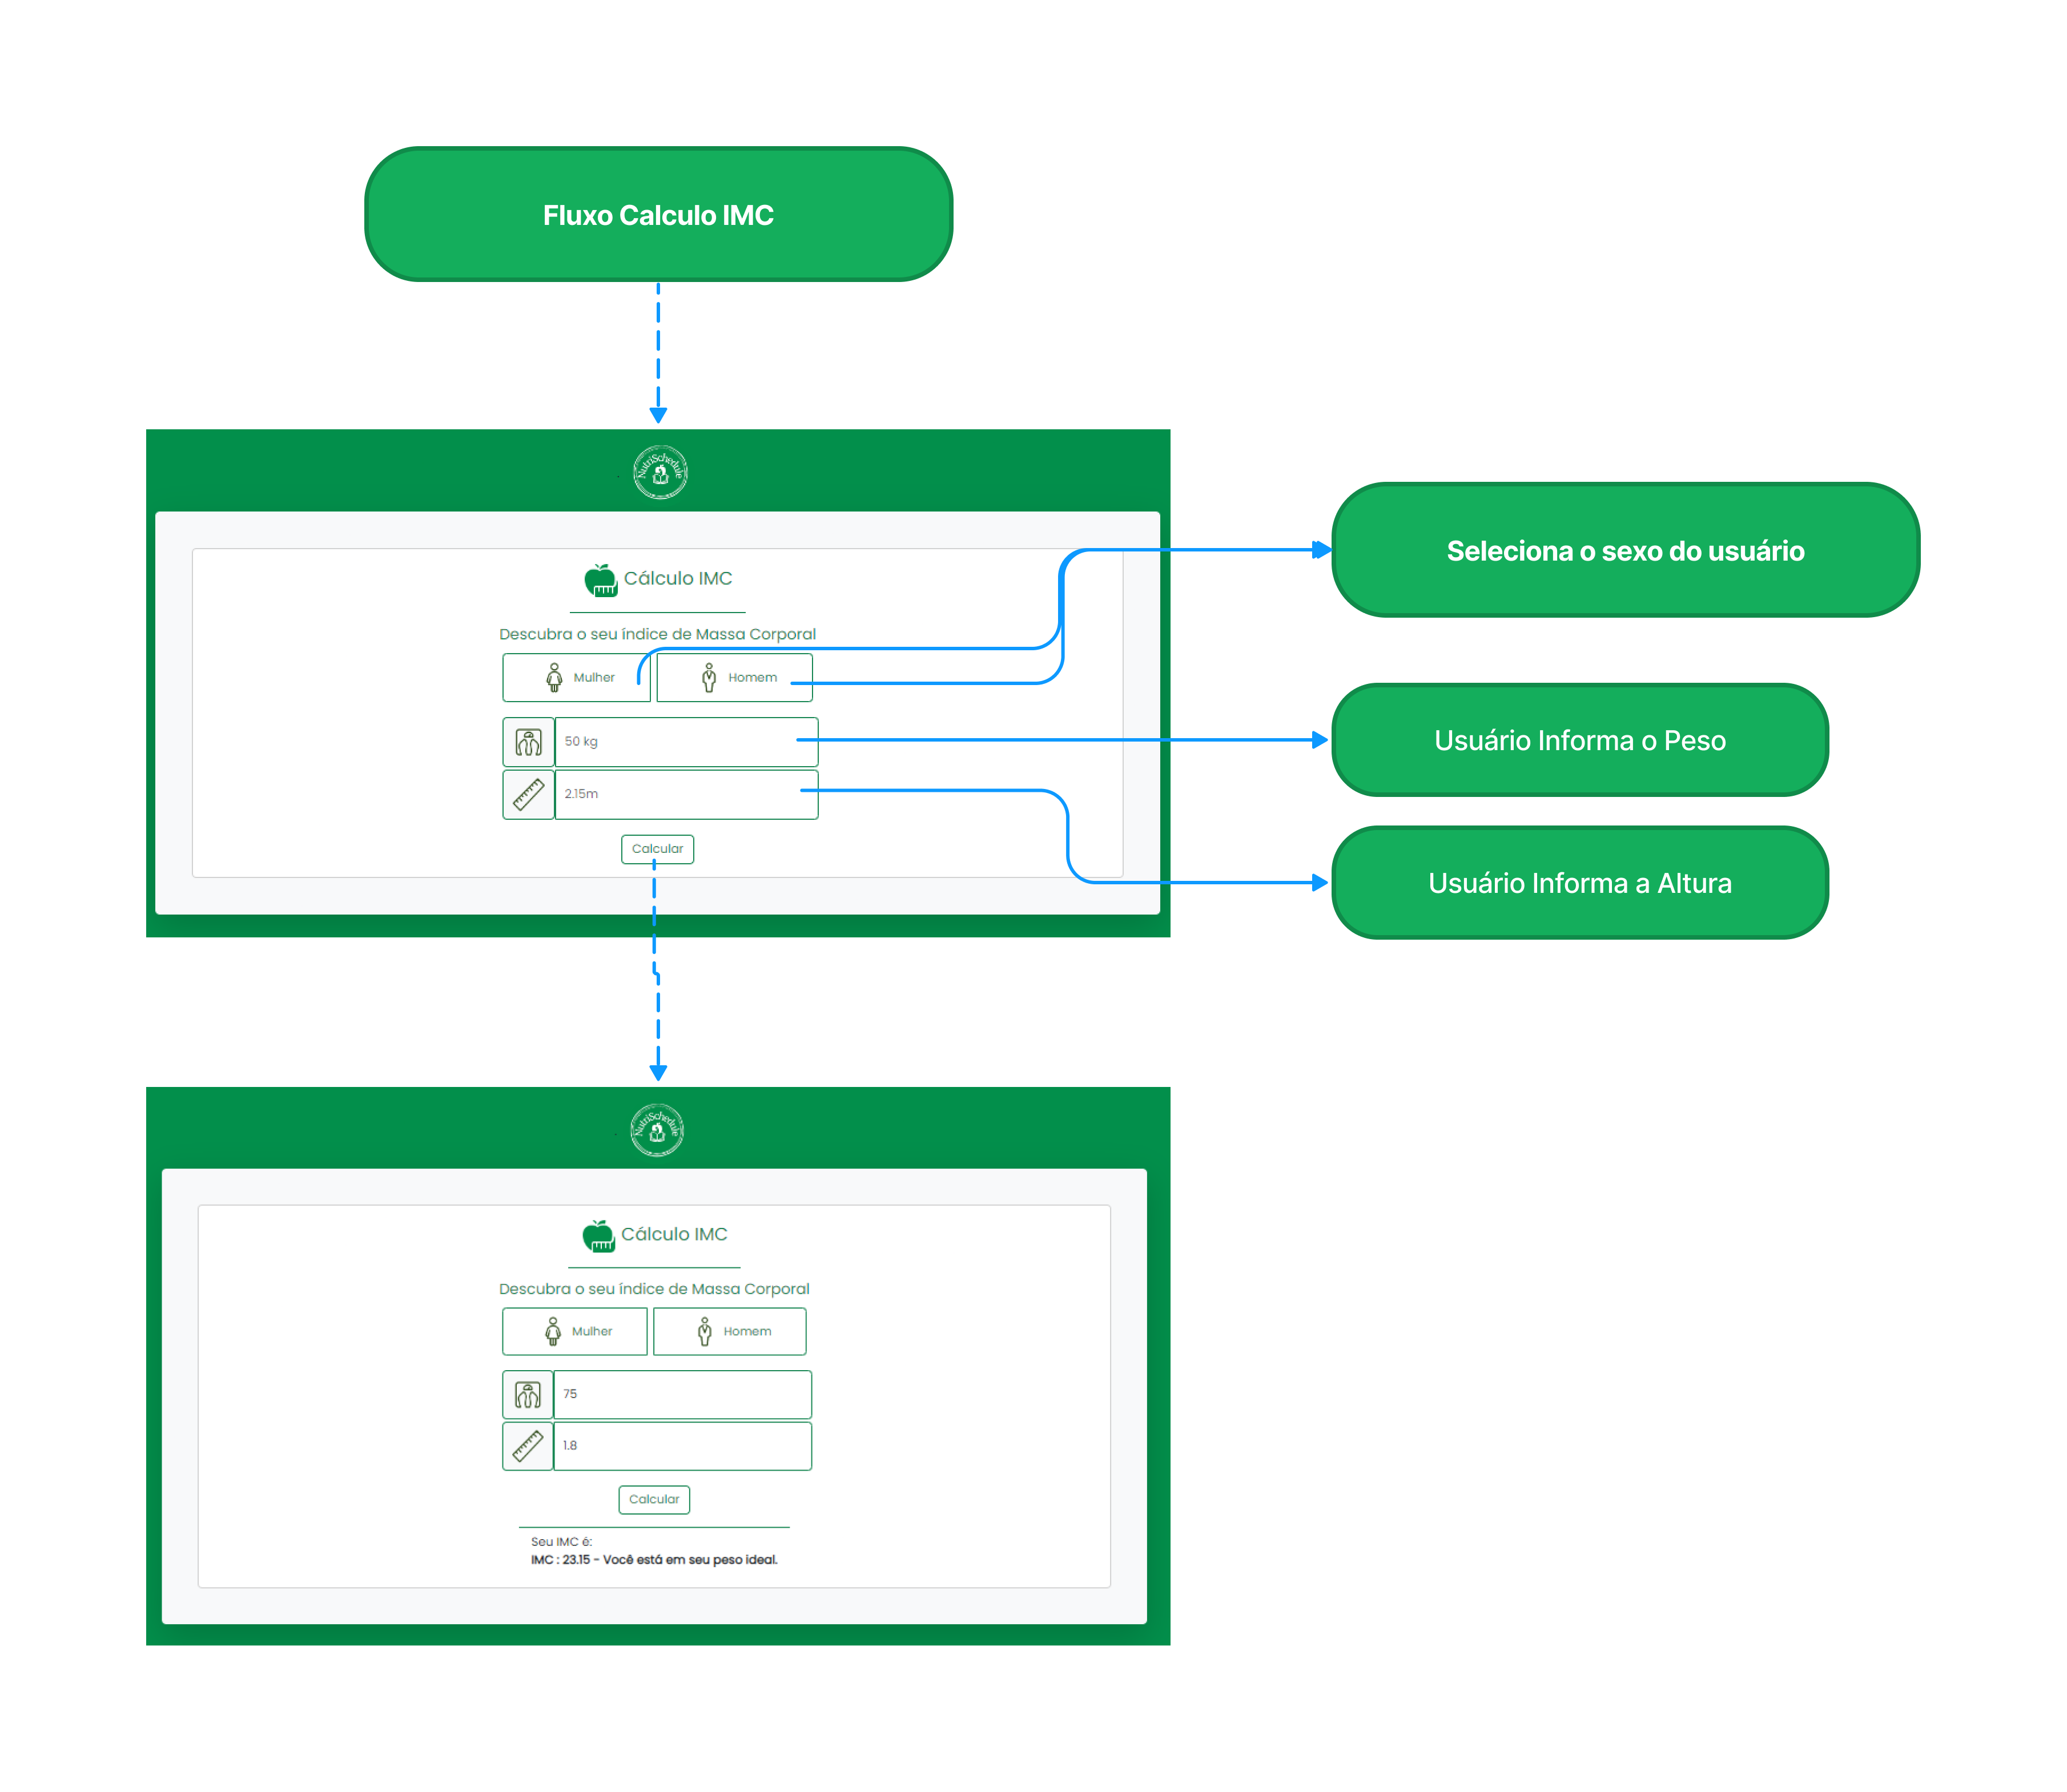 Fluxo Calculo IMC
NutriSchedule
Cálculo IMC
Descubra o seu índice de Massa Corporal
Mulher
Homem
50 kg
2.15m
Calcular
Seleciona o sexo do usuário
Usuário Informa o Peso
Usuário Informa a Altura
NutriSchedule
Cálculo IMC
Descubra o seu índice de Massa Corporal
Mulher
Homem
75
1.8
Calcular
Seu IMC é:
IMC : 23.15 - Você está em seu peso ideal.